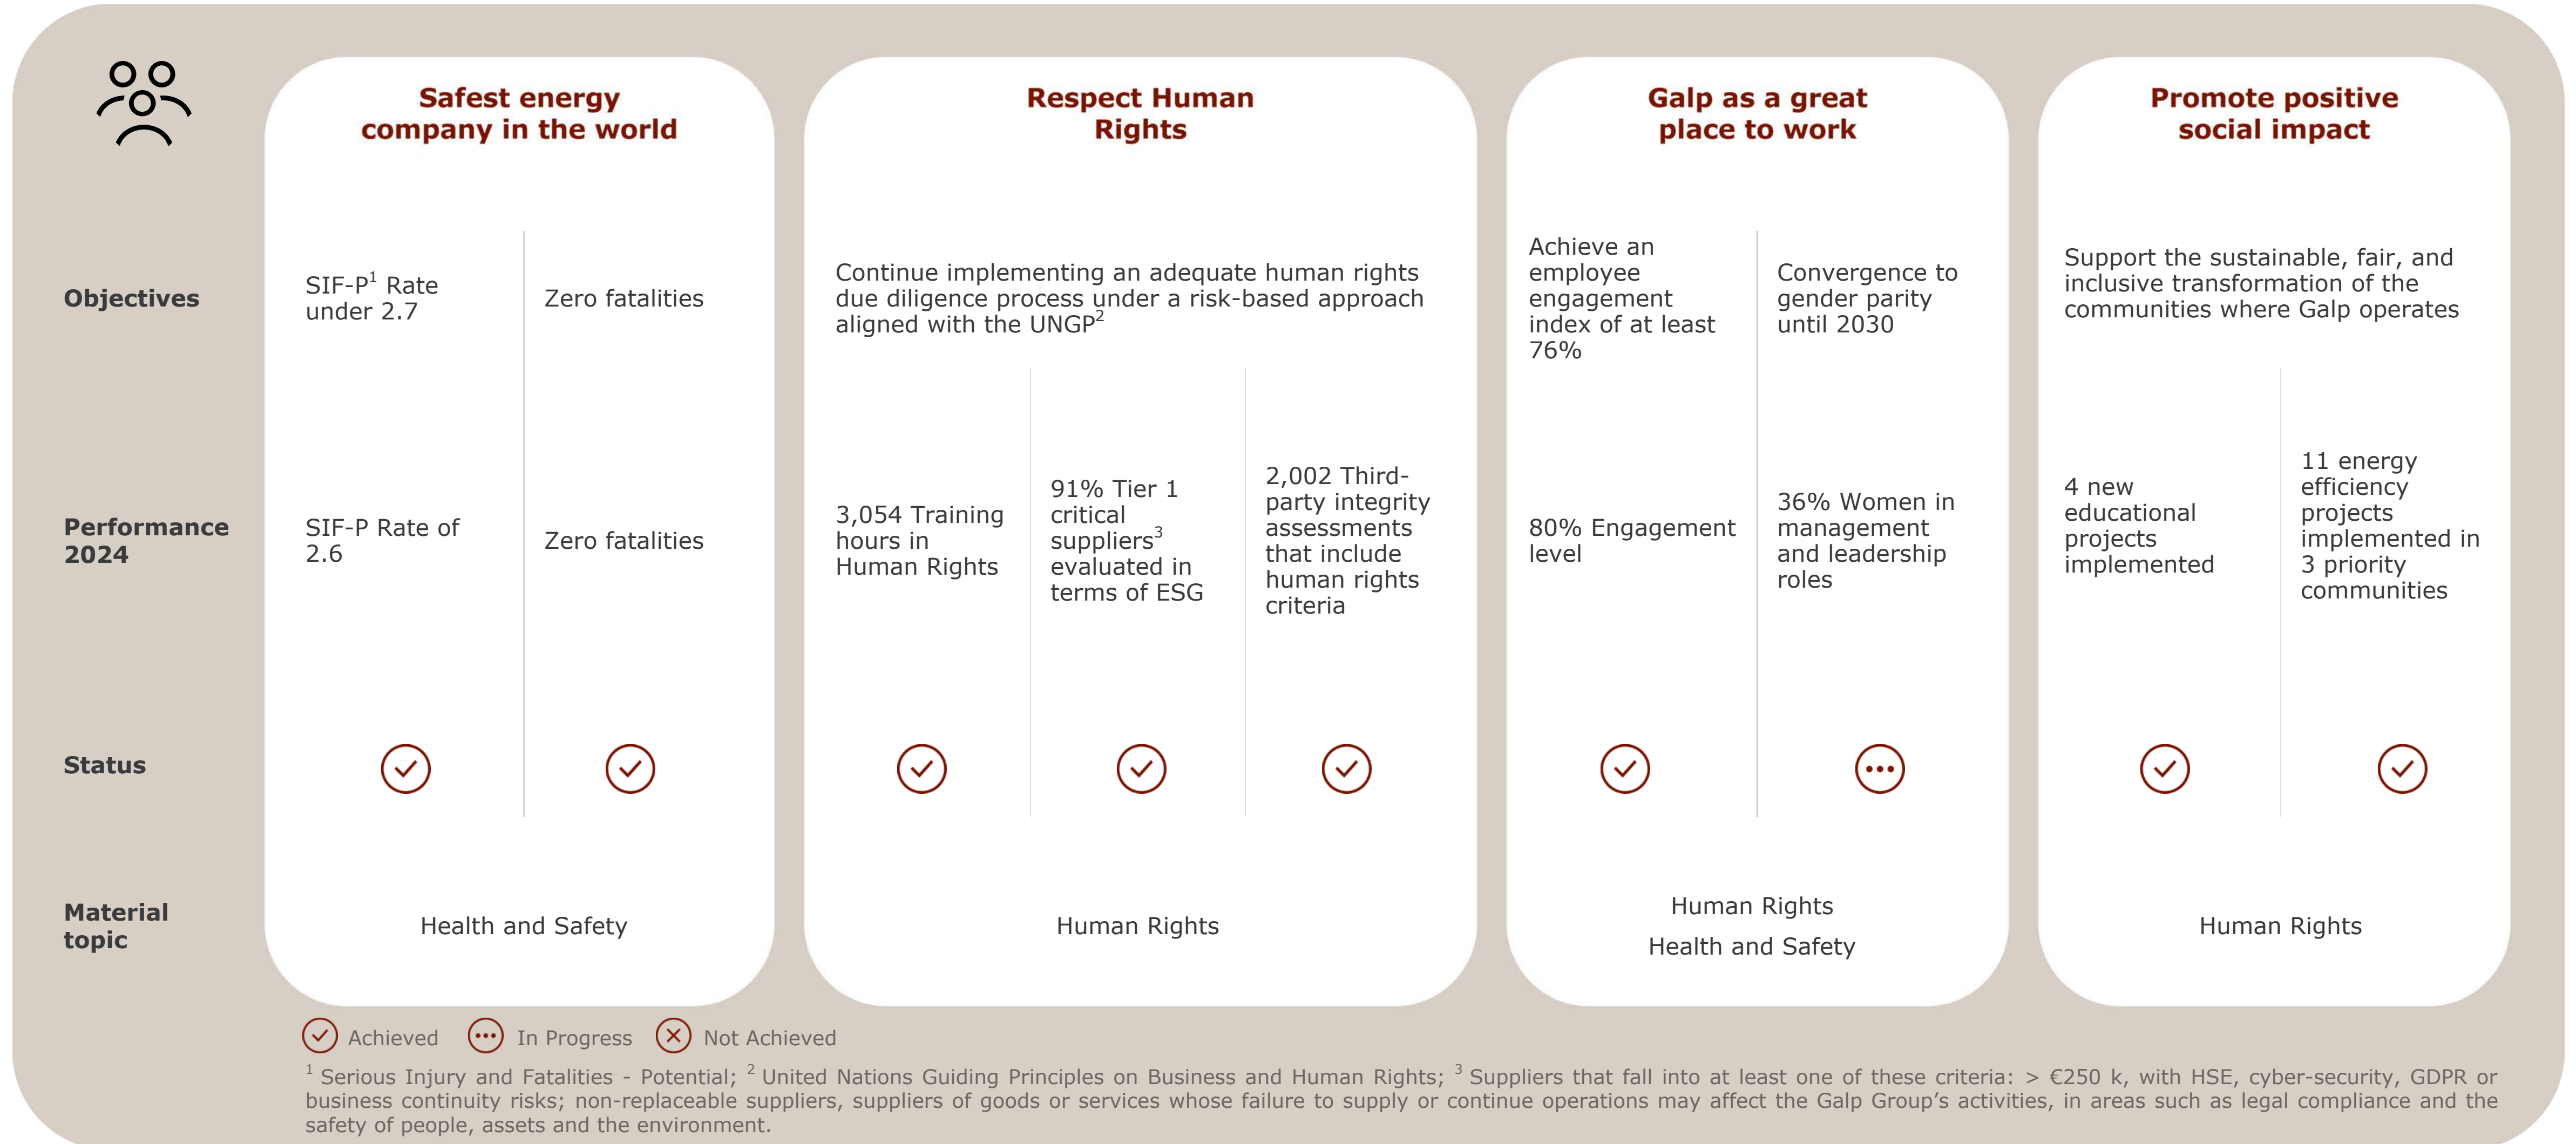 Safest energy
company in the world
Respect Human
Rights
Galp as a great
place to work
Promote positive
social impact
Objectives
SIF-P¹ Rate
under 2.7
Zero fatalities
Continue implementing an adequate human rights
due diligence process under a risk-based approach
aligned with the UNGP²
Achieve an
employee
engagement
index of at least
76%
Convergence to
gender parity
until 2030
Support the sustainable, fair, and
inclusive transformation of the
communities where Galp operates
Performance
2024
SIF-P Rate of
2.6
Zero fatalities
3,054 Training
hours in
Human Rights
91% Tier 1
critical
suppliers³
evaluated in
terms of ESG
2,002 Third-
party integrity
assessments
that include
human rights
criteria
80% Engagement
level
36% Women in
management
and leadership
roles
4 new
educational
projects
implemented
11 energy
efficiency
projects
implemented in
3 priority
communities
Status
Material
topic
Health and Safety
Human Rights
Human Rights
Health and Safety
Human Rights
Achieved In Progress Not Achieved
¹ Serious Injury and Fatalities - Potential; ² United Nations Guiding Principles on Business and Human Rights; ³ Suppliers that fall into at least one of these criteria: > €250 k, with HSE, cyber-security, GDPR or
business continuity risks; non-replaceable suppliers, suppliers of goods or services whose failure to supply or continue operations may affect the Galp Group’s activities, in areas such as legal compliance and the
safety of people, assets and the environment.